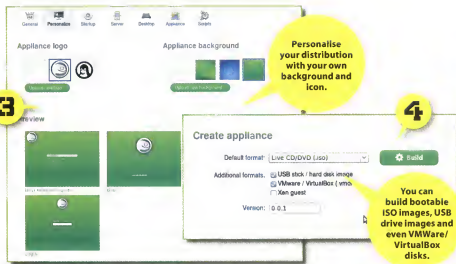 General Personalize Startup Server Desktop Appliance Scripts
Appliance logo
Appliance background
Personalise
your distribution
with your own
background and
icon.
3
Preview
4
Create appliance
Default format: Live CD/DVD (.iso)
Build
Additional formats: USB stick / hard disk image
VMware / VirtualBox (.vmdk
Xen guest
Version: 0.0.1
You can
build bootable
ISO images, USB
drive images and
even VMWare/
VirtualBox
disks.